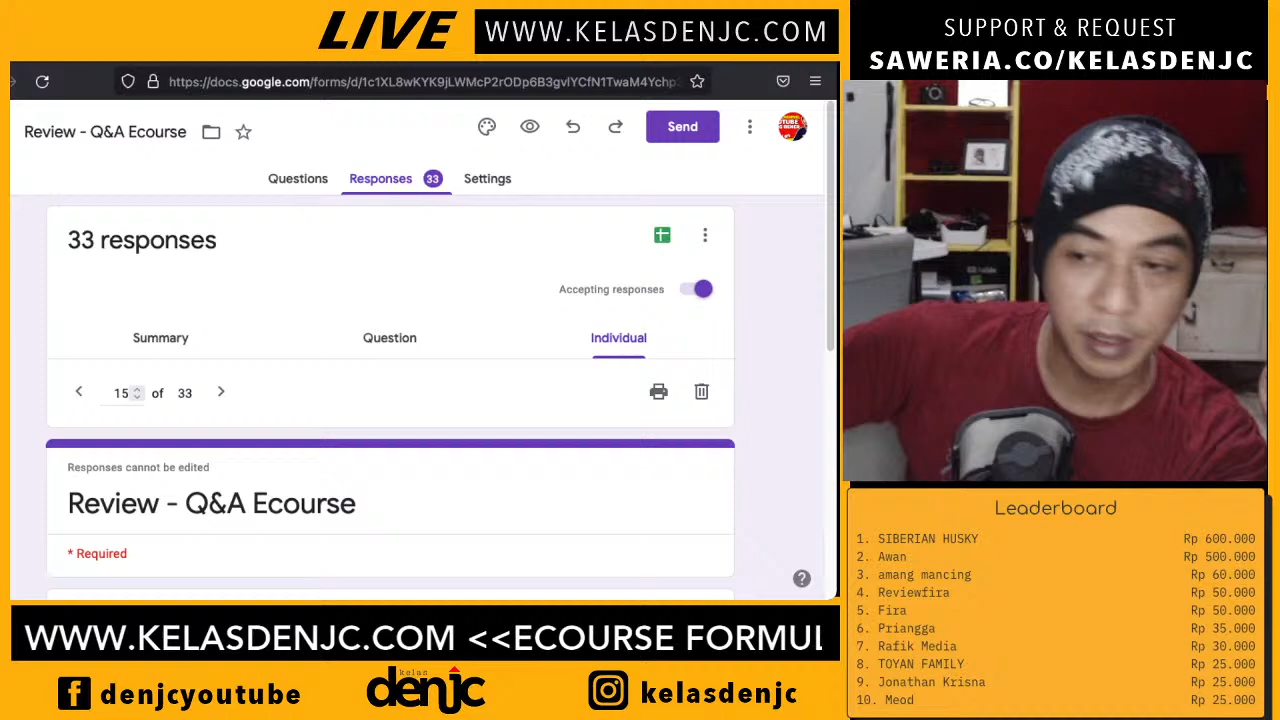 LIVE
WWW.KELASDENJC.COM
SUPPORT & REQUEST
SAWERIA.CO/KELASDENJC
https://docs.google.com/forms/d/1c1XL8wKYK9jLWMcP2rODp6B3gvlYCfN1TwaM4Ychp
Review - Q&A Ecourse
Send
Questions
Responses 33
Settings
33 responses
Accepting responses
Summary
Question
Individual
15 of 33
Responses cannot be edited
Review - Q&A Ecourse
* Required
Leaderboard
1. SIBERIAN HUSKY Rp 600.000
2. Awan Rp 500.000
3. amang mancing Rp 60.000
4. Reviewfira Rp 50.000
5. Fira Rp 50.000
6. Priangga Rp 35.000
7. Rafik Media Rp 30.000
8. TOYAN FAMILY Rp 25.000
9. Jonathan Krisna Rp 25.000
10. Meod Rp 25.000
WWW.KELASDENJC.COM <<ECOURSE FORMUL
denjcyoutube
kelas
denjc
kelasdenjc